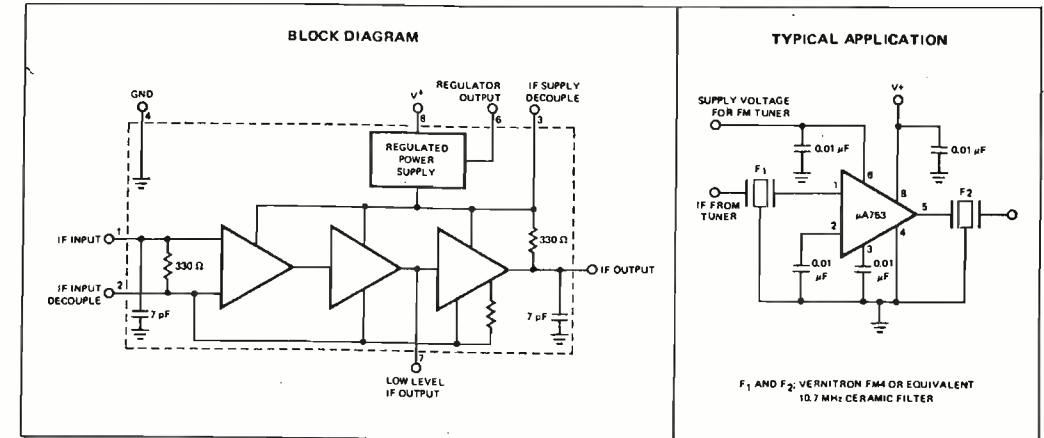 BLOCK DIAGRAM
GND
4
V+
8
REGULATOR
OUTPUT
6
IF SUPPLY
DECOUPLE
3
REGULATED
POWER
SUPPLY
IF INPUT
1
330 Ω
IF INPUT
DECOUPLE
2
7 pF
330 Ω
IF OUTPUT
7 pF
7
LOW LEVEL
IF OUTPUT
TYPICAL APPLICATION
SUPPLY VOLTAGE
FOR FM TUNER
V+
0.01 µF
0.01 µF
F1
6
8
F2
IF FROM
TUNER
1
µA753
5
2
4
3
0.01
µF
0.01
µF
F1 AND F2: VERNITRON FM4 OR EQUIVALENT
10.7 MHz CERAMIC FILTER